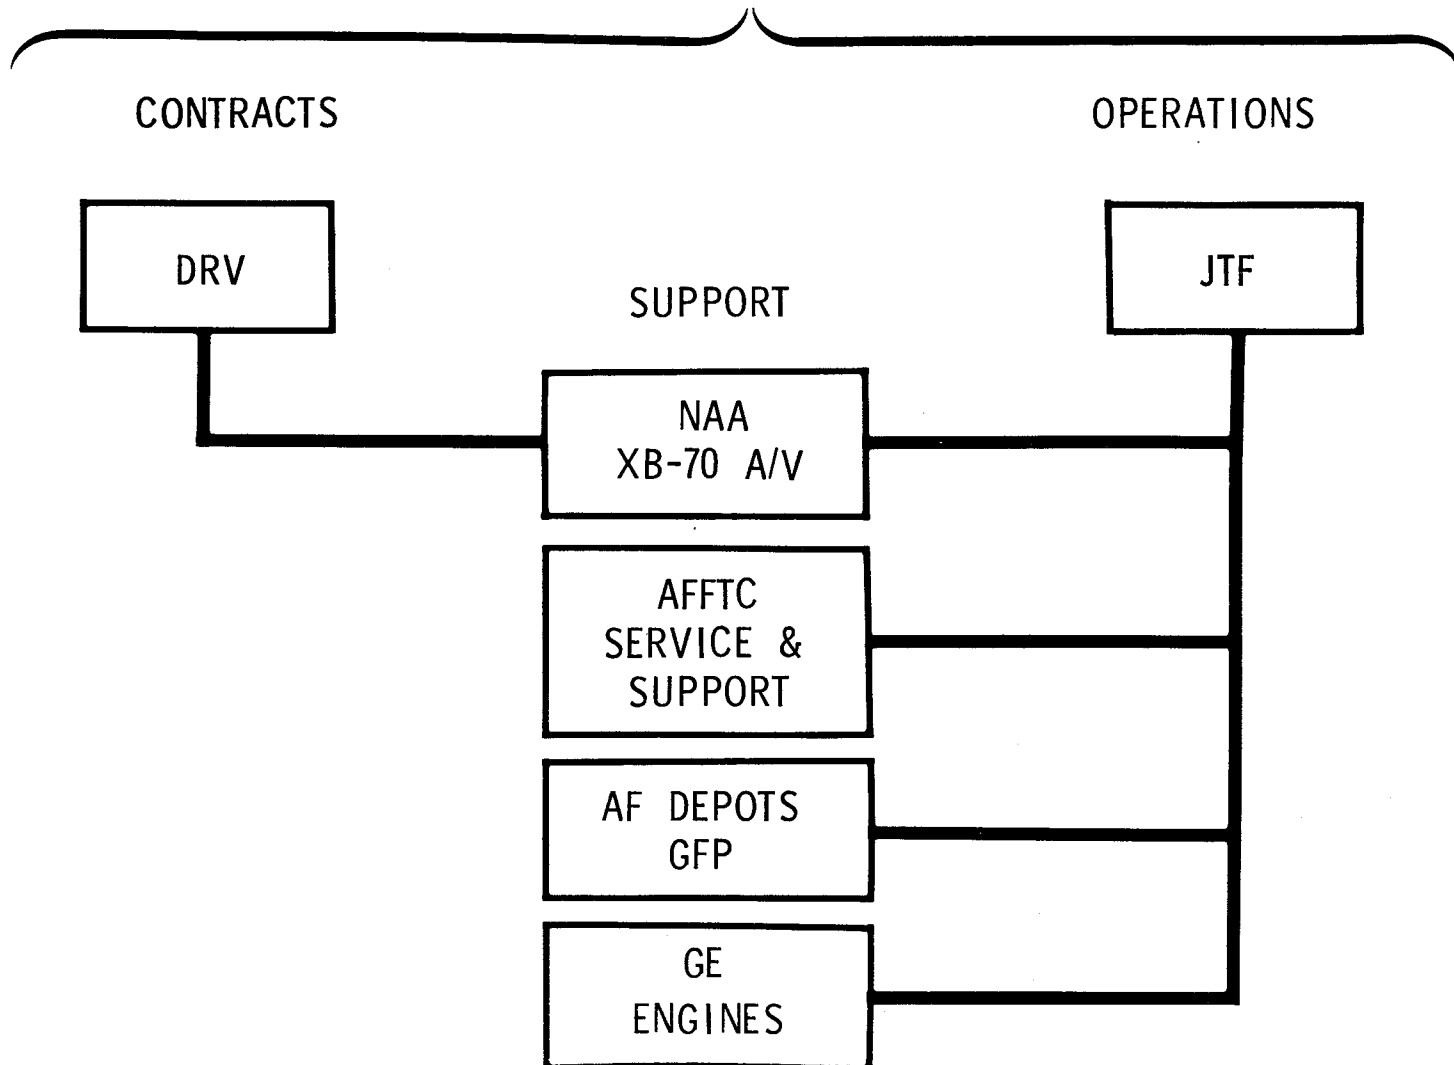 CONTRACTS
OPERATIONS
DRV
JTF
SUPPORT
NAA
XB-70 A/V
AFFTC
SERVICE &
SUPPORT
AF DEPOTS
GFP
GE
ENGINES